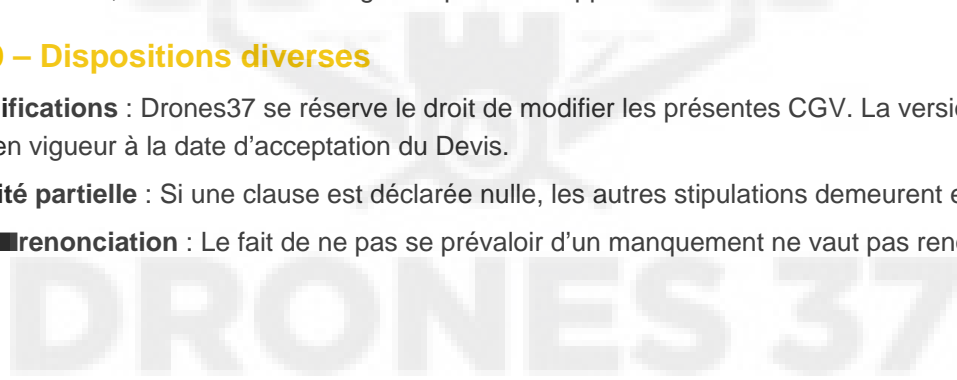 – Dispositions diverses
ifications : Drones37 se réserve le droit de modifier les présentes CGV. La versi
en vigueur à la date d’acceptation du Devis.
ité partielle : Si une clause est déclarée nulle, les autres stipulations demeurent e
renonciation : Le fait de ne pas se prévaloir d’un manquement ne vaut pas ren
DRONES 37